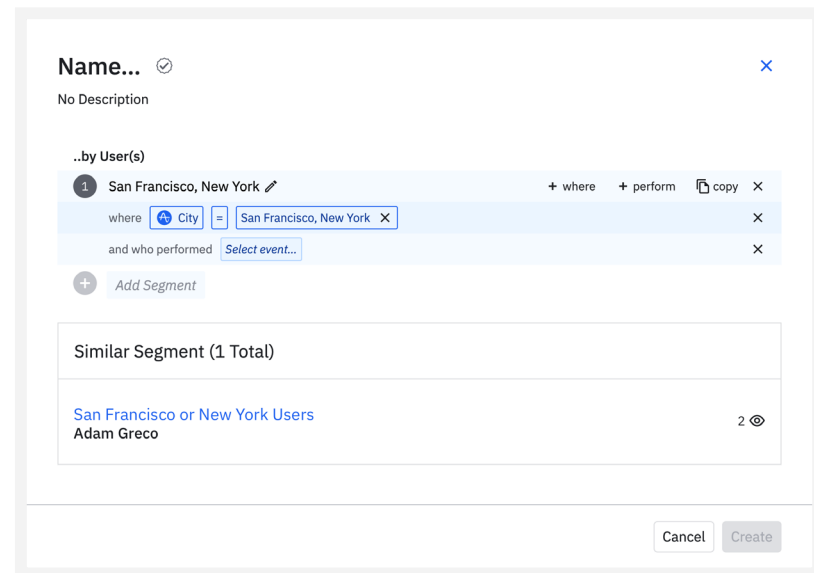 Name...
No Description
..by User(s)
1 San Francisco, New York + where + perform copy
where City = San Francisco, New York
and who performed Select event...
+ Add Segment
Similar Segment (1 Total)
San Francisco or New York Users
Adam Greco
2
Cancel Create